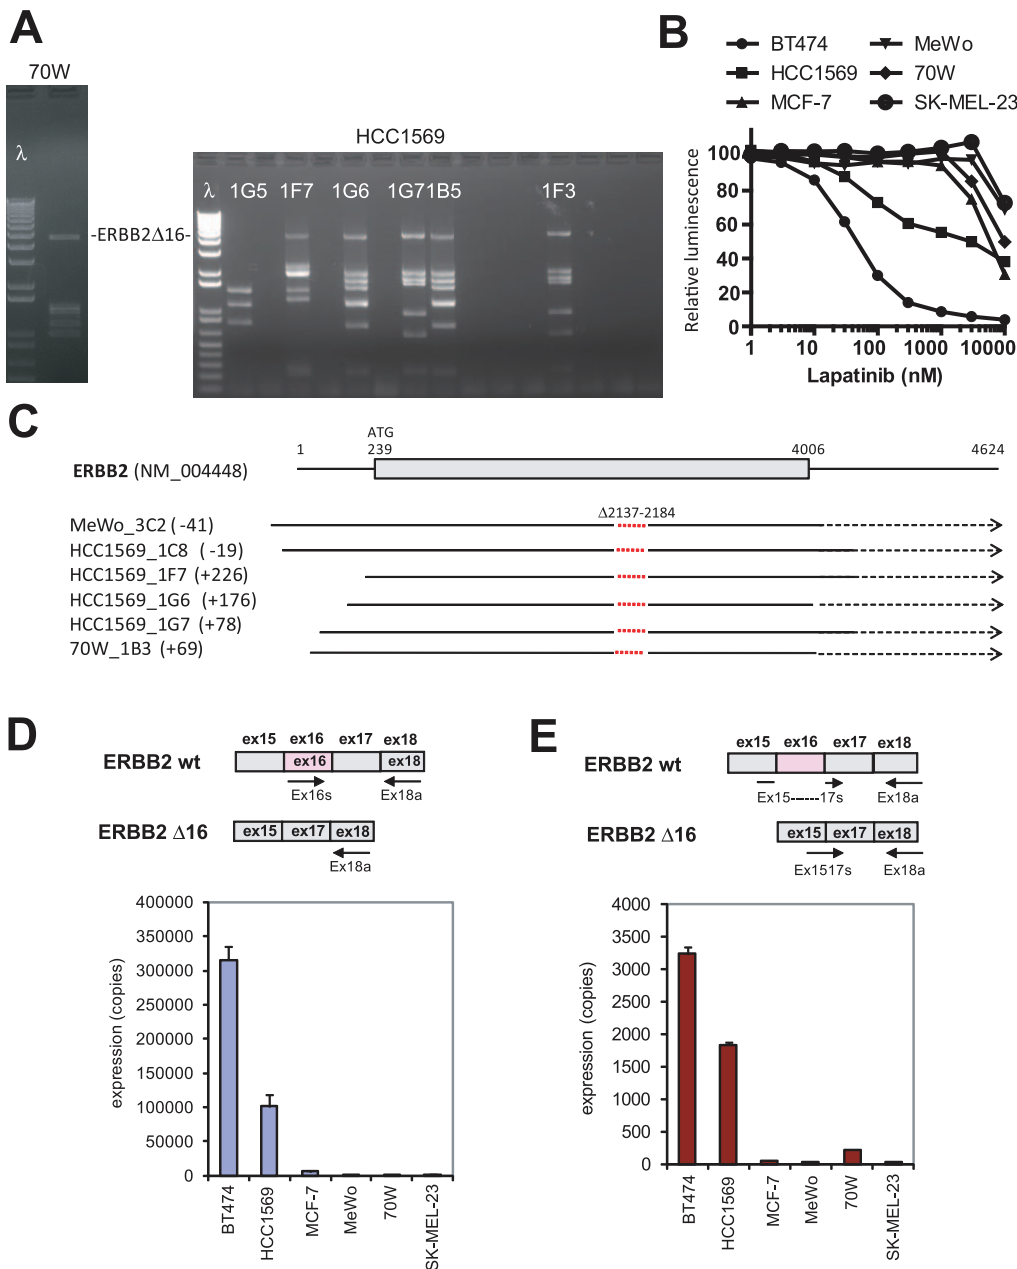 A
70W
λ
-ERBB2Δ16-
HCC1569
λ 1G5 1F7 1G6 1G7 1B5 1F3
B
BT474 MeWo
HCC1569 70W
MCF-7 SK-MEL-23
Relative luminescence
100
80
60
40
20
0
1 10 100 1000 10000
Lapatinib (nM)
C
ATG
1 239 4006 4624
ERBB2 (NM_004448)
Δ2137-2184
MeWo_3C2 (-41)
HCC1569_1C8 (-19)
HCC1569_1F7 (+226)
HCC1569_1G6 (+176)
HCC1569_1G7 (+78)
70W_1B3 (+69)
D
ex15 ex16 ex17 ex18
ERBB2 wt ex16 ex18
Ex16s Ex18a
ERBB2 Δ16 ex15 ex17 ex18
Ex18a
expression (copies)
400000
350000
300000
250000
200000
150000
100000
50000
0
BT474
HCC1569
MCF-7
MeWo
70W
SK-MEL-23
E
ex15 ex16 ex17 ex18
ERBB2 wt
Ex15------17s Ex18a
ERBB2 Δ16 ex15 ex17 ex18
Ex1517s Ex18a
expression (copies)
4000
3500
3000
2500
2000
1500
1000
500
0
BT474
HCC1569
MCF-7
MeWo
70W
SK-MEL-23